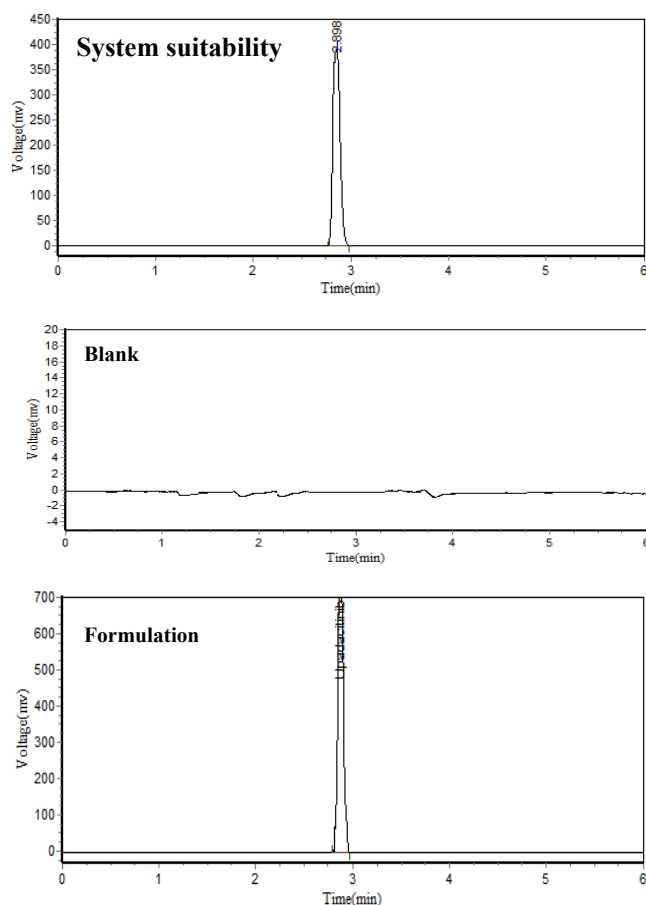 System suitability
2.898
Voltage(mv)
450
400
350
300
250
200
150
100
50
0
0 1 2 3 4 5 6
Time(min)
Blank
Voltage(mv)
20
18
16
14
12
10
8
6
4
2
0
-2
-4
0 1 2 3 4 5 6
Time(min)
Formulation
Upadacitinib
Voltage(mv)
700
600
500
400
300
200
100
0
0 1 2 3 4 5 6
Time(min)